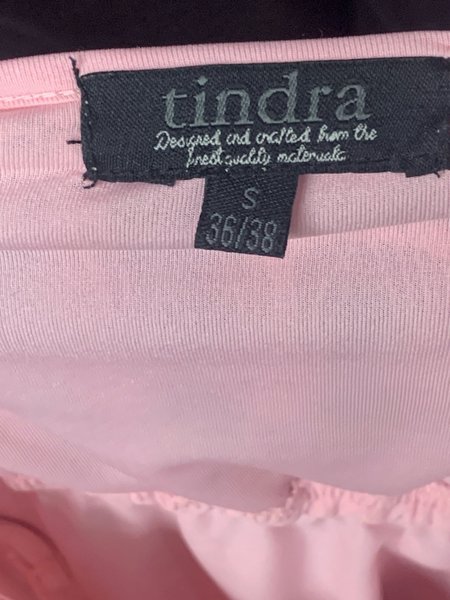 tindra
Designed and crafted from the
finest quality materials
S
36/38